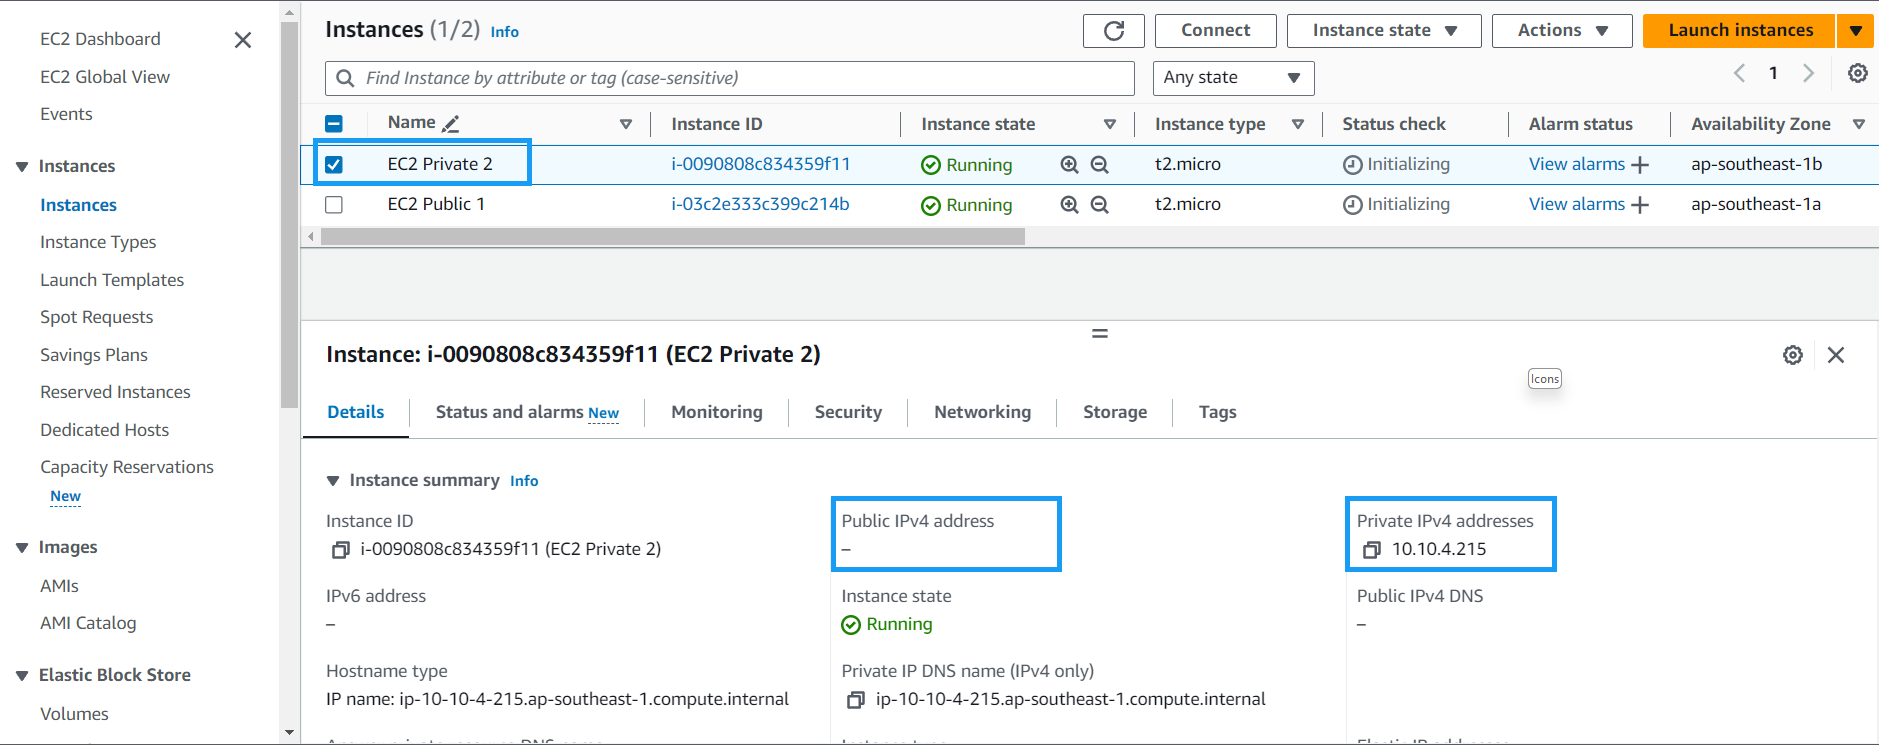 EC2 Dashboard
EC2 Global View
Events
Instances
Instances
Instance Types
Launch Templates
Spot Requests
Savings Plans
Reserved Instances
Dedicated Hosts
Capacity Reservations
New
Images
AMIs
AMI Catalog
Elastic Block Store
Volumes
Instances (1/2) Info
Connect
Instance state
Actions
Launch instances
Find Instance by attribute or tag (case-sensitive)
Any state
1
Name Instance ID Instance state Instance type Status check Alarm status Availability Zone
EC2 Private 2 i-0090808c834359f11 Running t2.micro Initializing View alarms ap-southeast-1b
EC2 Public 1 i-03c2e333c399c214b Running t2.micro Initializing View alarms ap-southeast-1a
Instance: i-0090808c834359f11 (EC2 Private 2)
Icons
Details Status and alarms New Monitoring Security Networking Storage Tags
Instance summary Info
Instance ID
i-0090808c834359f11 (EC2 Private 2)
Public IPv4 address
–
Private IPv4 addresses
10.10.4.215
IPv6 address
–
Instance state
Running
Public IPv4 DNS
–
Hostname type
IP name: ip-10-10-4-215.ap-southeast-1.compute.internal
Private IP DNS name (IPv4 only)
ip-10-10-4-215.ap-southeast-1.compute.internal